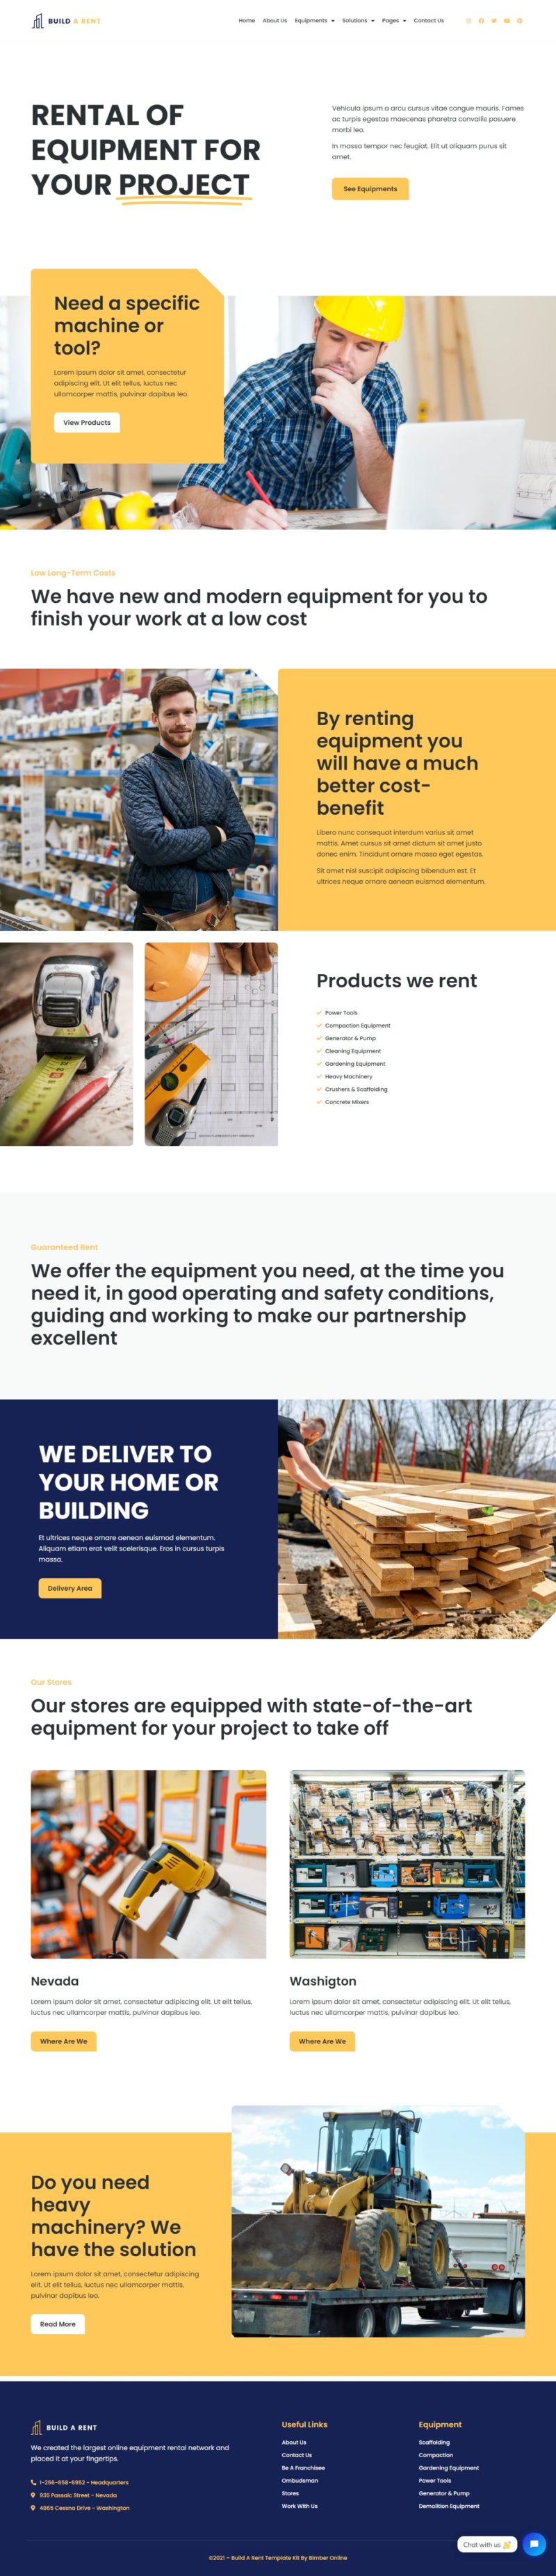 BUILD A RENT
Home About Us Equipments Solutions Pages Contact Us
RENTAL OF
EQUIPMENT FOR
YOUR PROJECT
Vehicula ipsum a arcu cursus vitae congue mauris. Fames
ac turpis egestas maecenas pharetra convallis posuere
morbi leo.
In massa tempor nec feugiat. Elit ut aliquam purus sit
amet.
See Equipments
Need a specific
machine or
tool?
Lorem ipsum dolor sit amet, consectetur
adipiscing elit. Ut elit tellus, luctus nec
ullamcorper mattis, pulvinar dapibus leo.
View Products
Low Long-Term Costs
We have new and modern equipment for you to
finish your work at a low cost
By renting
equipment you
will have a much
better cost-
benefit
Libero nunc consequat interdum varius sit amet
mattis. Amet cursus sit amet dictum sit amet justo
donec enim. Tincidunt ornare massa eget egestas.
Sit amet nisl suscipit adipiscing bibendum est. Et
ultrices neque ornare aenean euismod elementum.
Products we rent
Power Tools
Compaction Equipment
Generator & Pump
Cleaning Equipment
Gardening Equipment
Heavy Machinery
Crushers & Scaffolding
Concrete Mixers
Guaranteed Rent
We offer the equipment you need, at the time you
need it, in good operating and safety conditions,
guiding and working to make our partnership
excellent
WE DELIVER TO
YOUR HOME OR
BUILDING
Et ultrices neque ornare aenean euismod elementum.
Aliquam etiam erat velit scelerisque. Eros in cursus turpis
massa.
Delivery Area
Our Stores
Our stores are equipped with state-of-the-art
equipment for your project to take off
Nevada
Lorem ipsum dolor sit amet, consectetur adipiscing elit. Ut elit tellus,
luctus nec ullamcorper mattis, pulvinar dapibus leo.
Where Are We
Washigton
Lorem ipsum dolor sit amet, consectetur adipiscing elit. Ut elit tellus,
luctus nec ullamcorper mattis, pulvinar dapibus leo.
Where Are We
Do you need
heavy
machinery? We
have the solution
Lorem ipsum dolor sit amet, consectetur adipiscing
elit. Ut elit tellus, luctus nec ullamcorper mattis,
pulvinar dapibus leo.
Read More
BUILD A RENT
We created the largest online equipment rental network and
placed it at your fingertips.
1-256-658-6952 - Headquarters
935 Passaic Street - Nevada
4865 Cessna Drive - Washington
Useful Links
About Us
Contact Us
Be A Franchisee
Ombudsman
Stores
Work With Us
Equipment
Scaffolding
Compaction
Gardening Equipment
Power Tools
Generator & Pump
Demolition Equipment
Chat with us 👋
©2021 – Build A Rent Template Kit By Bimber Online